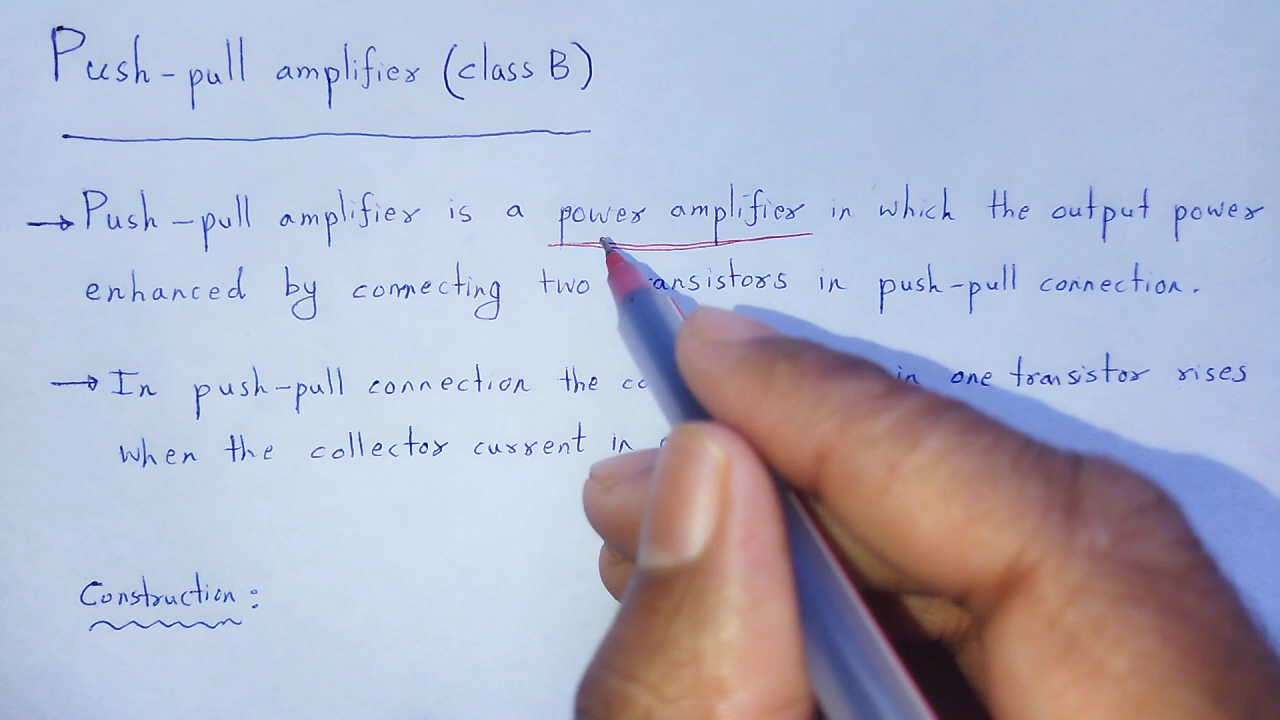 Push-pull amplifier (class B)
→ Push-pull amplifier is a power amplifier in which the output power
enhanced by connecting two transistors in push-pull connection.
→ In push-pull connection the in one transistor rises
when the collector current in
Construction: